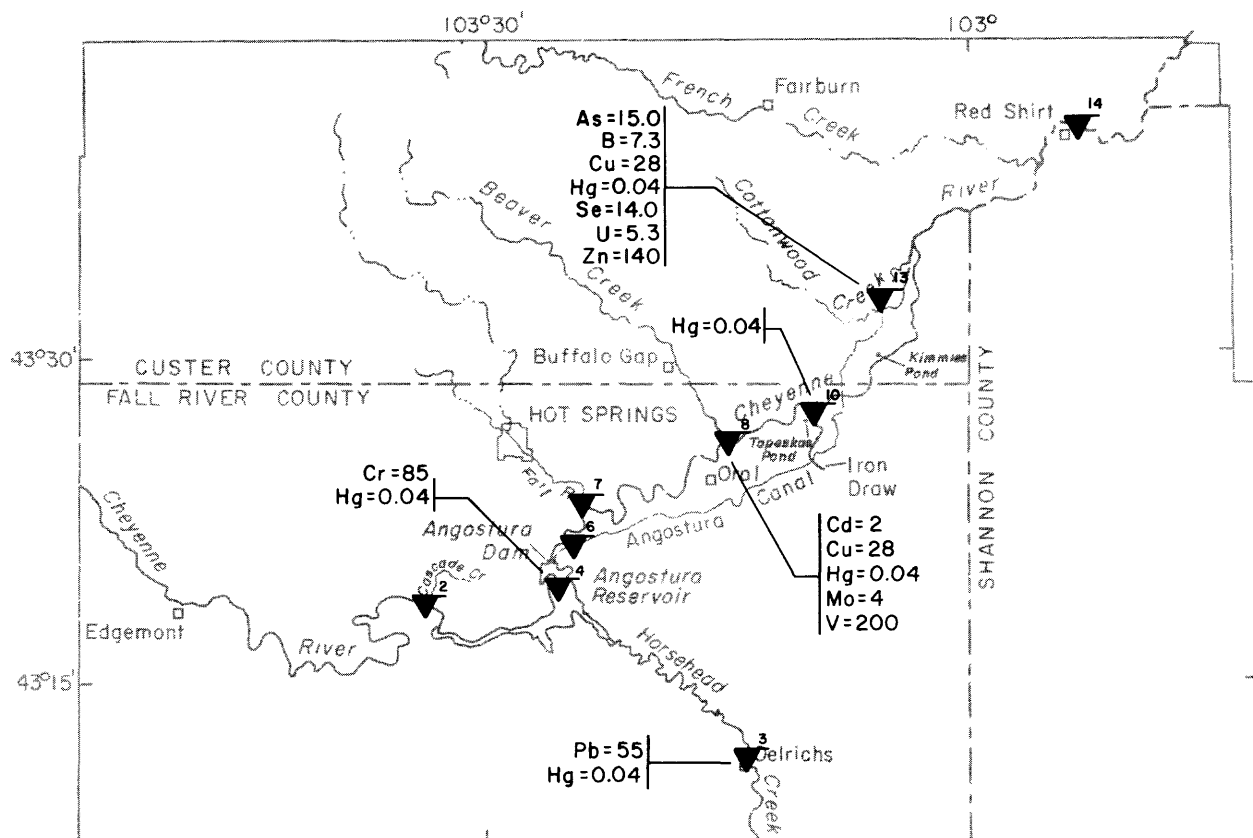 103°30'
103°
French
Fairburn
Creek
Red Shirt
14
As=15.0
B=7.3
Cu=28
Hg=0.04
Se=14.0
U=5.3
Zn=140
Beaver
Creek
Cottonwood
Creek
River
13
Hg=0.04
43°30'
CUSTER COUNTY
FALL RIVER COUNTY
Buffalo Gap
Kimmies
Pond
HOT SPRINGS
Cheyenne
10
8
Pond
Oral
Iron
Draw
SHANNON COUNTY
Cr=85
Hg=0.04
Fall R
7
Canal
Angostura
6
Angostura
Dam
Cheyenne
Cascade Cr
2
4
Angostura
Reservoir
Cd=2
Cu=28
Hg=0.04
Mo=4
V=200
Edgemont
River
43°15'
Horsehead
Pb=55
Hg=0.04
3
Oelrichs
Creek